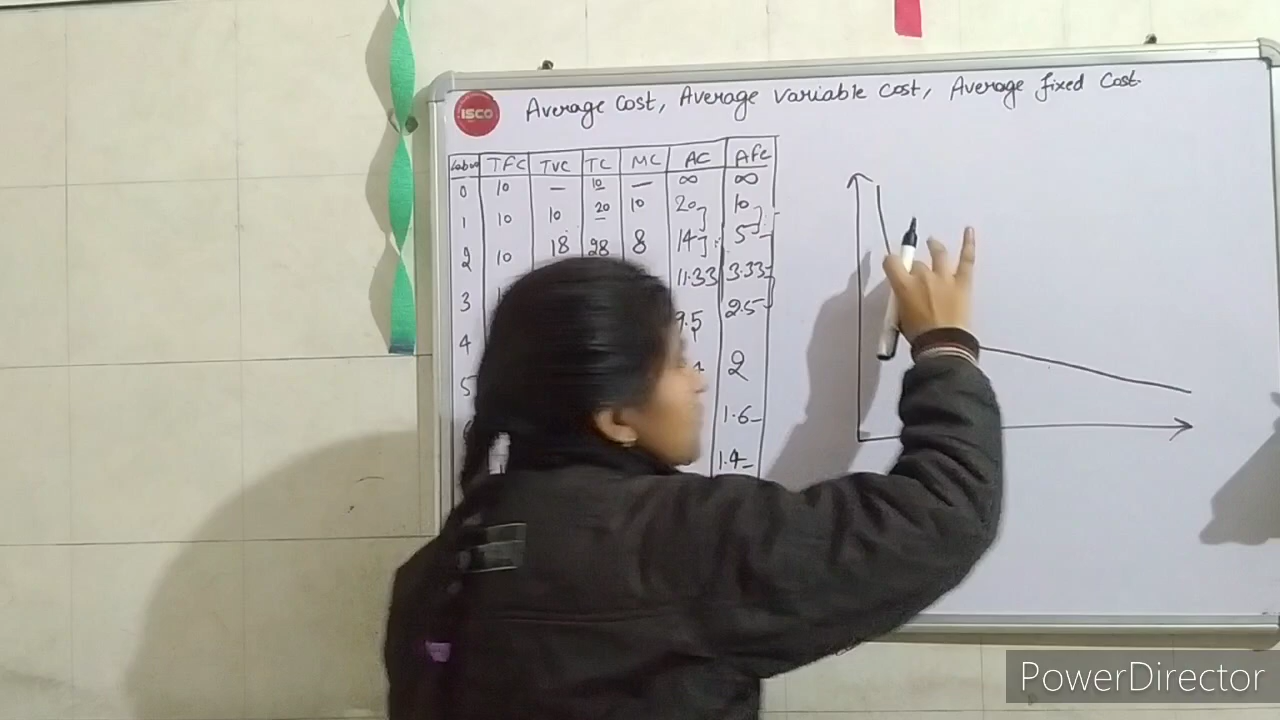 ISCO Average Cost, Average Variable Cost, Average fixed Cost
Labour TFC TVC TC MC AC AFC
0 10 — 10 — ∞ ∞
1 10 10 20 10 20 10
2 10 18 28 8 14 5
3 11.33 3.33
4 9.5 2.5
5 2
1.6
1.4
PowerDirector